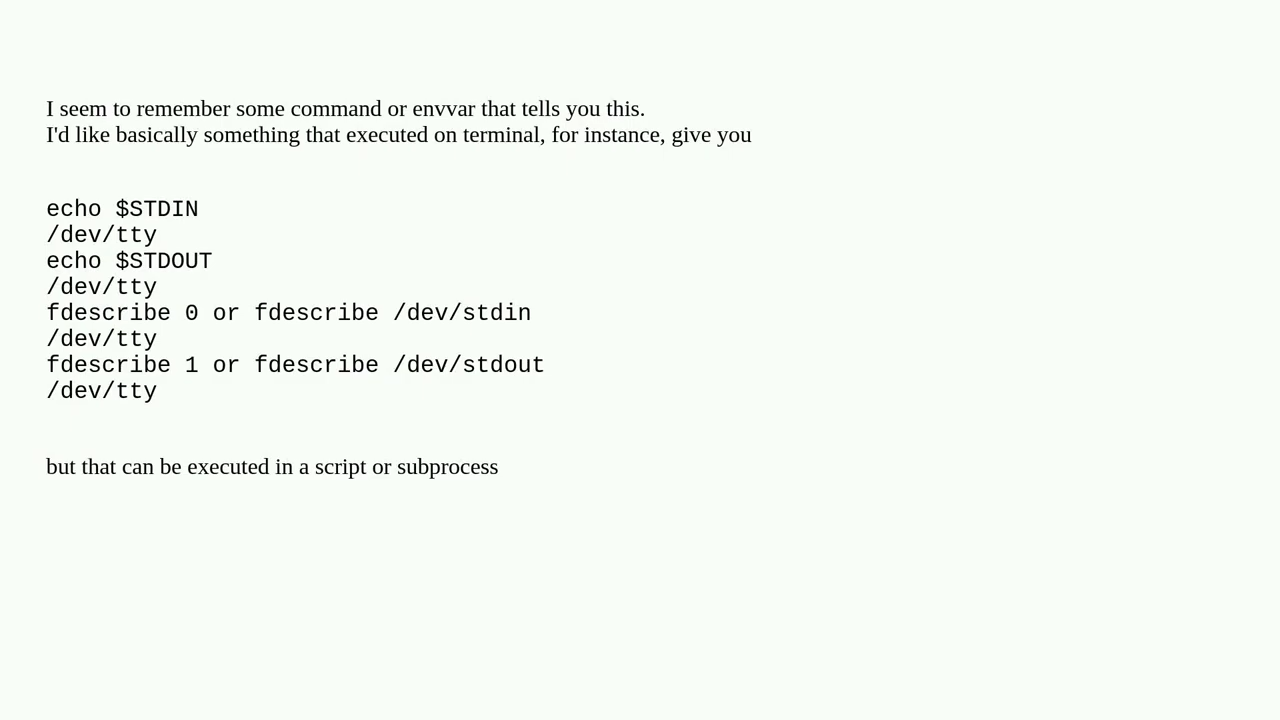 I seem to remember some command or envvar that tells you this.
I'd like basically something that executed on terminal, for instance, give you
echo $STDIN
/dev/tty
echo $STDOUT
/dev/tty
fdescribe 0 or fdescribe /dev/stdin
/dev/tty
fdescribe 1 or fdescribe /dev/stdout
/dev/tty
but that can be executed in a script or subprocess